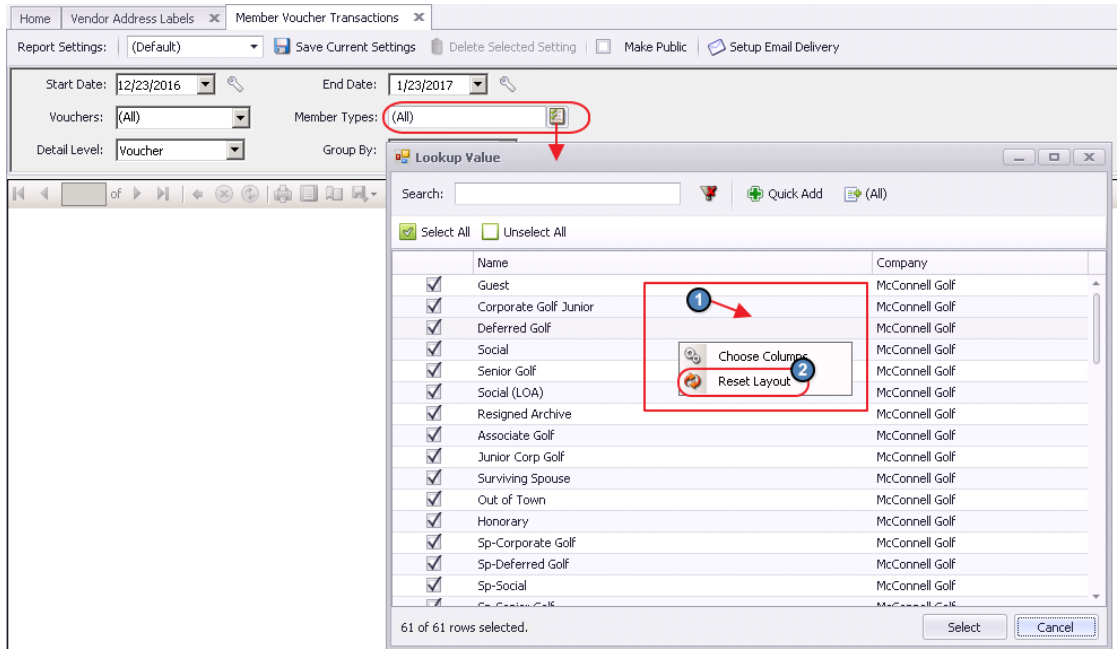 Home Vendor Address Labels Member Voucher Transactions
Report Settings: (Default) Save Current Settings Delete Selected Setting Make Public Setup Email Delivery
Start Date: 12/23/2016 End Date: 1/23/2017
Vouchers: (All) Member Types: (All)
Detail Level: Voucher Group By:
Lookup Value
of
Search: Quick Add (All)
Select All Unselect All
Name Company
Guest McConnell Golf
Corporate Golf Junior McConnell Golf
1
Deferred Golf McConnell Golf
Social McConnell Golf
Choose Columns
Senior Golf McConnell Golf
2
Reset Layout
Social (LOA) McConnell Golf
Resigned Archive McConnell Golf
Associate Golf McConnell Golf
Junior Corp Golf McConnell Golf
Surviving Spouse McConnell Golf
Out of Town McConnell Golf
Honorary McConnell Golf
Sp-Corporate Golf McConnell Golf
Sp-Deferred Golf McConnell Golf
Sp-Social McConnell Golf
Sp-Senior Golf McConnell Golf
61 of 61 rows selected. Select Cancel